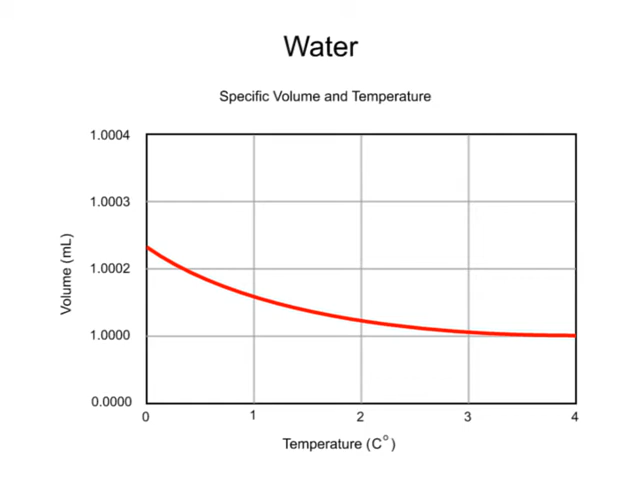 Water
Specific Volume and Temperature
1.0004
1.0003
1.0002
1.0000
0.0000
Volume (mL)
0 1 2 3 4
Temperature (C°)